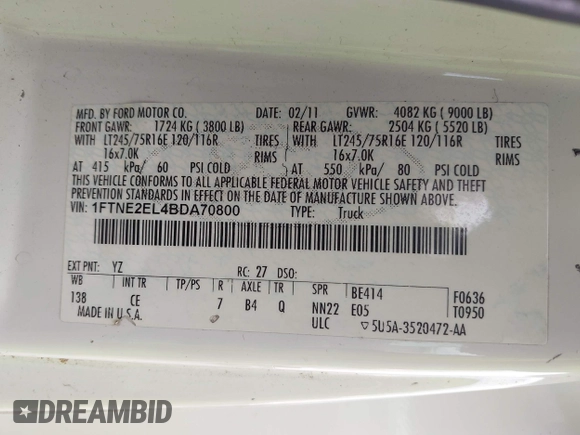 MFD. BY FORD MOTOR CO. DATE: 02/11 GVWR: 4082 KG ( 9000 LB)
FRONT GAWR: 1724 KG ( 3800 LB) REAR GAWR: 2504 KG ( 5520 LB)
WITH LT245/75R16E 120/116R TIRES WITH LT245/75R16E 120/116R TIRES
16x7.0K RIMS 16x7.0K RIMS
AT 415 kPa/ 60 PSI COLD AT 550 kPa/ 80 PSI COLD
THIS VEHICLE CONFORMS TO ALL APPLICABLE FEDERAL MOTOR VEHICLE SAFETY AND THEFT
PREVENTION STANDARDS IN EFFECT ON THE DATE OF MANUFACTURE SHOWN ABOVE.
VIN: 1FTNE2EL4BDA70800 TYPE: Truck
EXT PNT: YZ RC: 27 DSO:
WB INT TR TP/PS R AXLE TR SPR BE414 F0636
138 CE 7 B4 Q NN22 E05 T0950
MADE IN U.S.A. ULC ▽5U5A-3520472-AA
DREAMBID